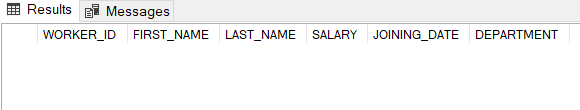 Results Messages
WORKER_ID FIRST_NAME LAST_NAME SALARY JOINING_DATE DEPARTMENT